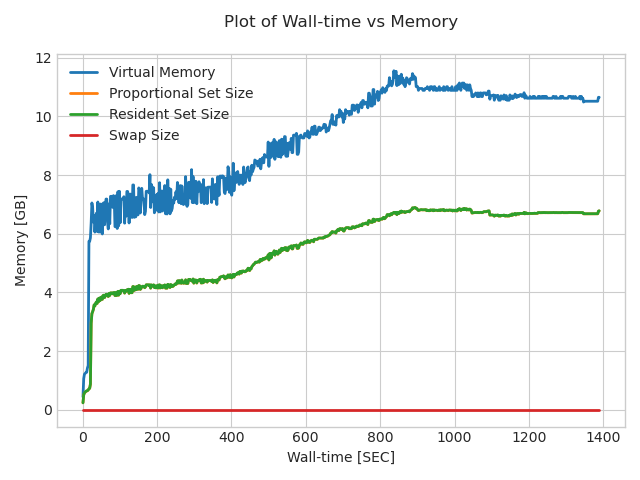 Plot of Wall-time vs Memory
Virtual Memory
Proportional Set Size
Resident Set Size
Swap Size
Memory [GB]
12
10
8
6
4
2
0
0 200 400 600 800 1000 1200 1400
Wall-time [SEC]